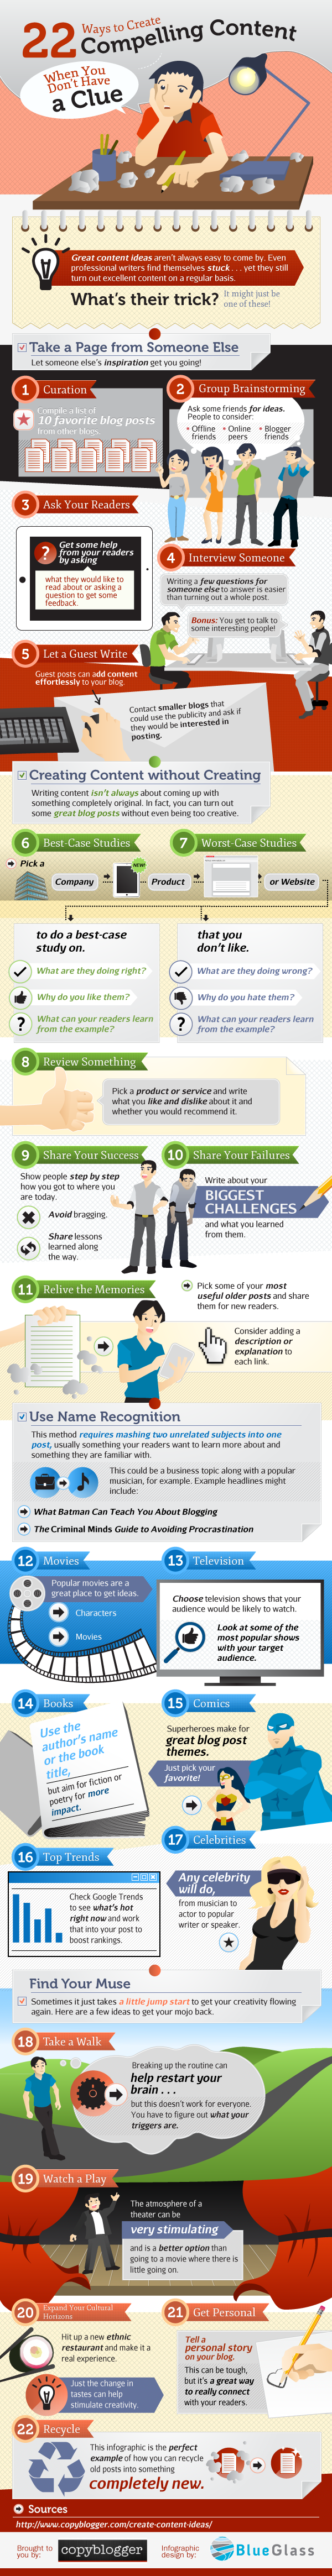 22 Ways to Create
Compelling Content
When You
Don't Have
a Clue
Great content ideas aren't always easy to come by. Even
professional writers find themselves stuck . . . yet they still
turn out excellent content on a regular basis.
What's their trick?
It might just be
one of these!
Take a Page from Someone Else
Let someone else's inspiration get you going!
1 Curation
Compile a list of
10 favorite blog posts
from other blogs.
2 Group Brainstorming
Ask some friends for ideas.
People to consider:
• Offline
friends
• Online
peers
• Blogger
friends
3 Ask Your Readers
?
Get some help
from your readers
by asking
what they would like to
read about or asking a
question to get some
feedback.
4 Interview Someone
Writing a few questions for
someone else to answer is easier
than turning out a whole post.
Bonus: You get to talk to
some interesting people!
5 Let a Guest Write
Guest posts can add content
effortlessly to your blog.
Contact smaller blogs that
could use the publicity and ask if
they would be interested in
posting.
Creating Content without Creating
Writing content isn't always about coming up with
something completely original. In fact, you can turn out
some great blog posts without even being too creative.
6 Best-Case Studies
7 Worst-Case Studies
Pick a
Company
NEW!
Product
or Website
to do a best-case
study on.
What are they doing right?
Why do you like them?
?
What can your readers learn
from the example?
that you
don't like.
What are they doing wrong?
Why do you hate them?
?
What can your readers learn
from the example?
8 Review Something
Pick a product or service and write
what you like and dislike about it and
whether you would recommend it.
9 Share Your Success
Show people step by step
how you got to where you
are today.
Avoid bragging.
Share lessons
learned along
the way.
10 Share Your Failures
Write about your
BIGGEST
CHALLENGES
and what you learned
from them.
11 Relive the Memories
Pick some of your most
useful older posts and share
them for new readers.
Consider adding a
description or
explanation to
each link.
Use Name Recognition
This method requires mashing two unrelated subjects into one
post, usually something your readers want to learn more about and
something they are familiar with.
This could be a business topic along with a popular
musician, for example. Example headlines might
include:
What Batman Can Teach You About Blogging
The Criminal Minds Guide to Avoiding Procrastination
12 Movies
Popular movies are a
great place to get ideas.
Characters
Movies
13 Television
Choose television shows that your
audience would be likely to watch.
Look at some of the
most popular shows
with your target
audience.
14 Books
Use the
author's name
or the book
title,
but aim for fiction or
poetry for more
impact.
15 Comics
Superheroes make for
great blog post
themes.
Just pick your
favorite!
16 Top Trends
Check Google Trends
to see what's hot
right now and work
that into your post to
boost rankings.
17 Celebrities
Any celebrity
will do,
from musician to
actor to popular
writer or speaker.
Find Your Muse
Sometimes it just takes a little jump start to get your creativity flowing
again. Here are a few ideas to get your mojo back.
18 Take a Walk
Breaking up the routine can
help restart your
brain . . .
but this doesn't work for everyone.
You have to figure out what your
triggers are.
19 Watch a Play
The atmosphere of a
theater can be
very stimulating
and is a better option than
going to a movie where there is
little going on.
20 Expand Your Cultural
Horizons
Hit up a new ethnic
restaurant and make it a
real experience.
Just the change in
tastes can help
stimulate creativity.
21 Get Personal
Tell a
personal story
on your blog.
This can be tough,
but it's a great way
to really connect
with your readers.
22 Recycle
This infographic is the perfect
example of how you can recycle
old posts into something
completely new.
Sources
http://www.copyblogger.com/create-content-ideas/
Brought to
you by:
copyblogger
Infographic
design by:
BlueGlass